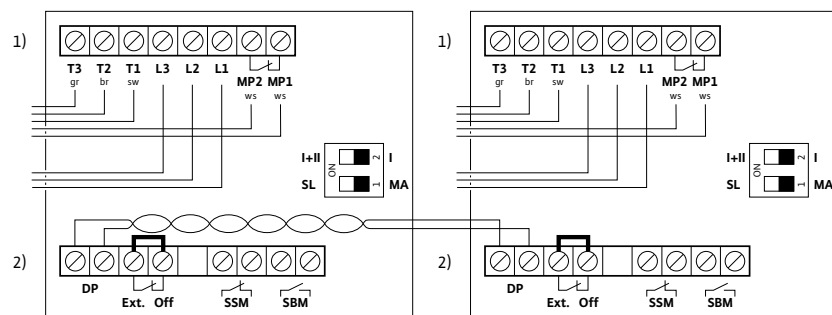 1)
T3 T2 T1 L3 L2 L1 MP2 MP1
gr br sw ws ws
I+II ON 2 I
SL 1 MA
2)
DP Ext. Off SSM SBM
1)
T3 T2 T1 L3 L2 L1 MP2 MP1
gr br sw ws ws
I+II ON 2 I
SL 1 MA
2)
DP Ext. Off SSM SBM